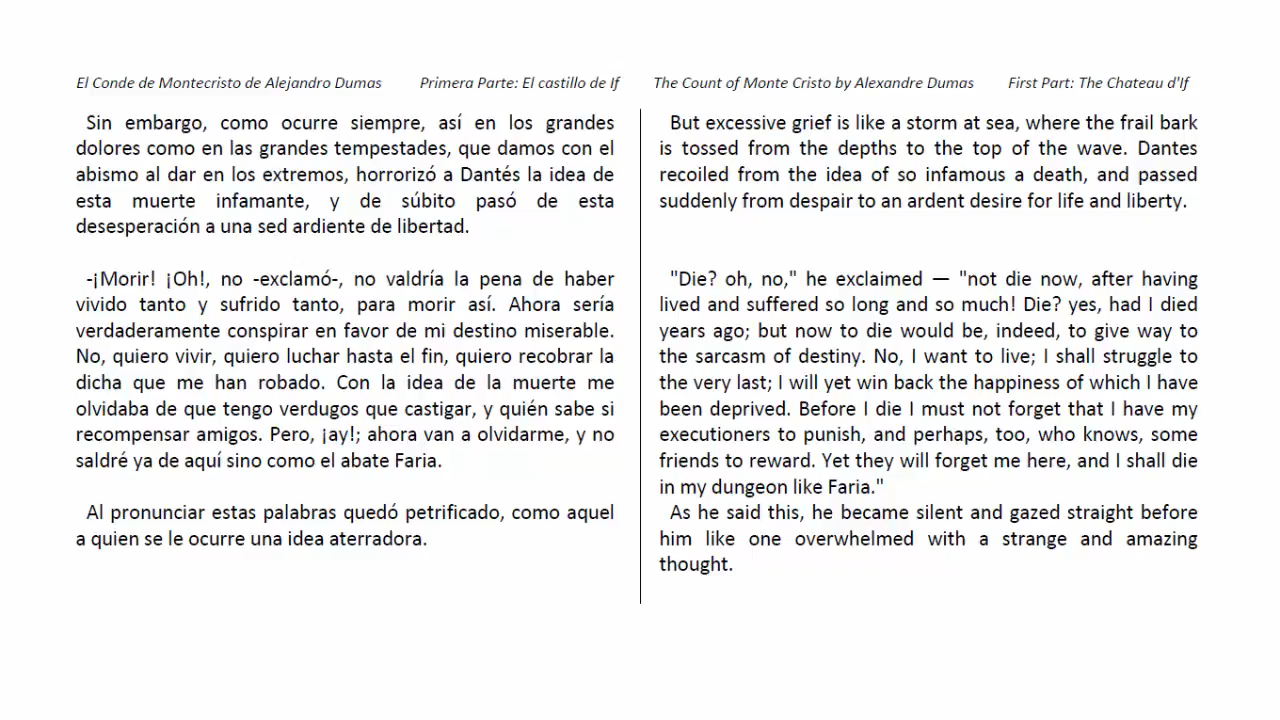 El Conde de Montecristo de Alejandro Dumas Primera Parte: El castillo de If
Sin embargo, como ocurre siempre, así en los grandes
dolores como en las grandes tempestades, que damos con el
abismo al dar en los extremos, horrorizó a Dantés la idea de
esta muerte infamante, y de súbito pasó de esta
desesperación a una sed ardiente de libertad.
-¡Morir! ¡Oh!, no -exclamó-, no valdría la pena de haber
vivido tanto y sufrido tanto, para morir así. Ahora sería
verdaderamente conspirar en favor de mi destino miserable.
No, quiero vivir, quiero luchar hasta el fin, quiero recobrar la
dicha que me han robado. Con la idea de la muerte me
olvidaba de que tengo verdugos que castigar, y quién sabe si
recompensar amigos. Pero, ¡ay!; ahora van a olvidarme, y no
saldré ya de aquí sino como el abate Faria.
Al pronunciar estas palabras quedó petrificado, como aquel
a quien se le ocurre una idea aterradora.
The Count of Monte Cristo by Alexandre Dumas First Part: The Chateau d'If
But excessive grief is like a storm at sea, where the frail bark
is tossed from the depths to the top of the wave. Dantes
recoiled from the idea of so infamous a death, and passed
suddenly from despair to an ardent desire for life and liberty.
"Die? oh, no," he exclaimed — "not die now, after having
lived and suffered so long and so much! Die? yes, had I died
years ago; but now to die would be, indeed, to give way to
the sarcasm of destiny. No, I want to live; I shall struggle to
the very last; I will yet win back the happiness of which I have
been deprived. Before I die I must not forget that I have my
executioners to punish, and perhaps, too, who knows, some
friends to reward. Yet they will forget me here, and I shall die
in my dungeon like Faria."
As he said this, he became silent and gazed straight before
him like one overwhelmed with a strange and amazing
thought.